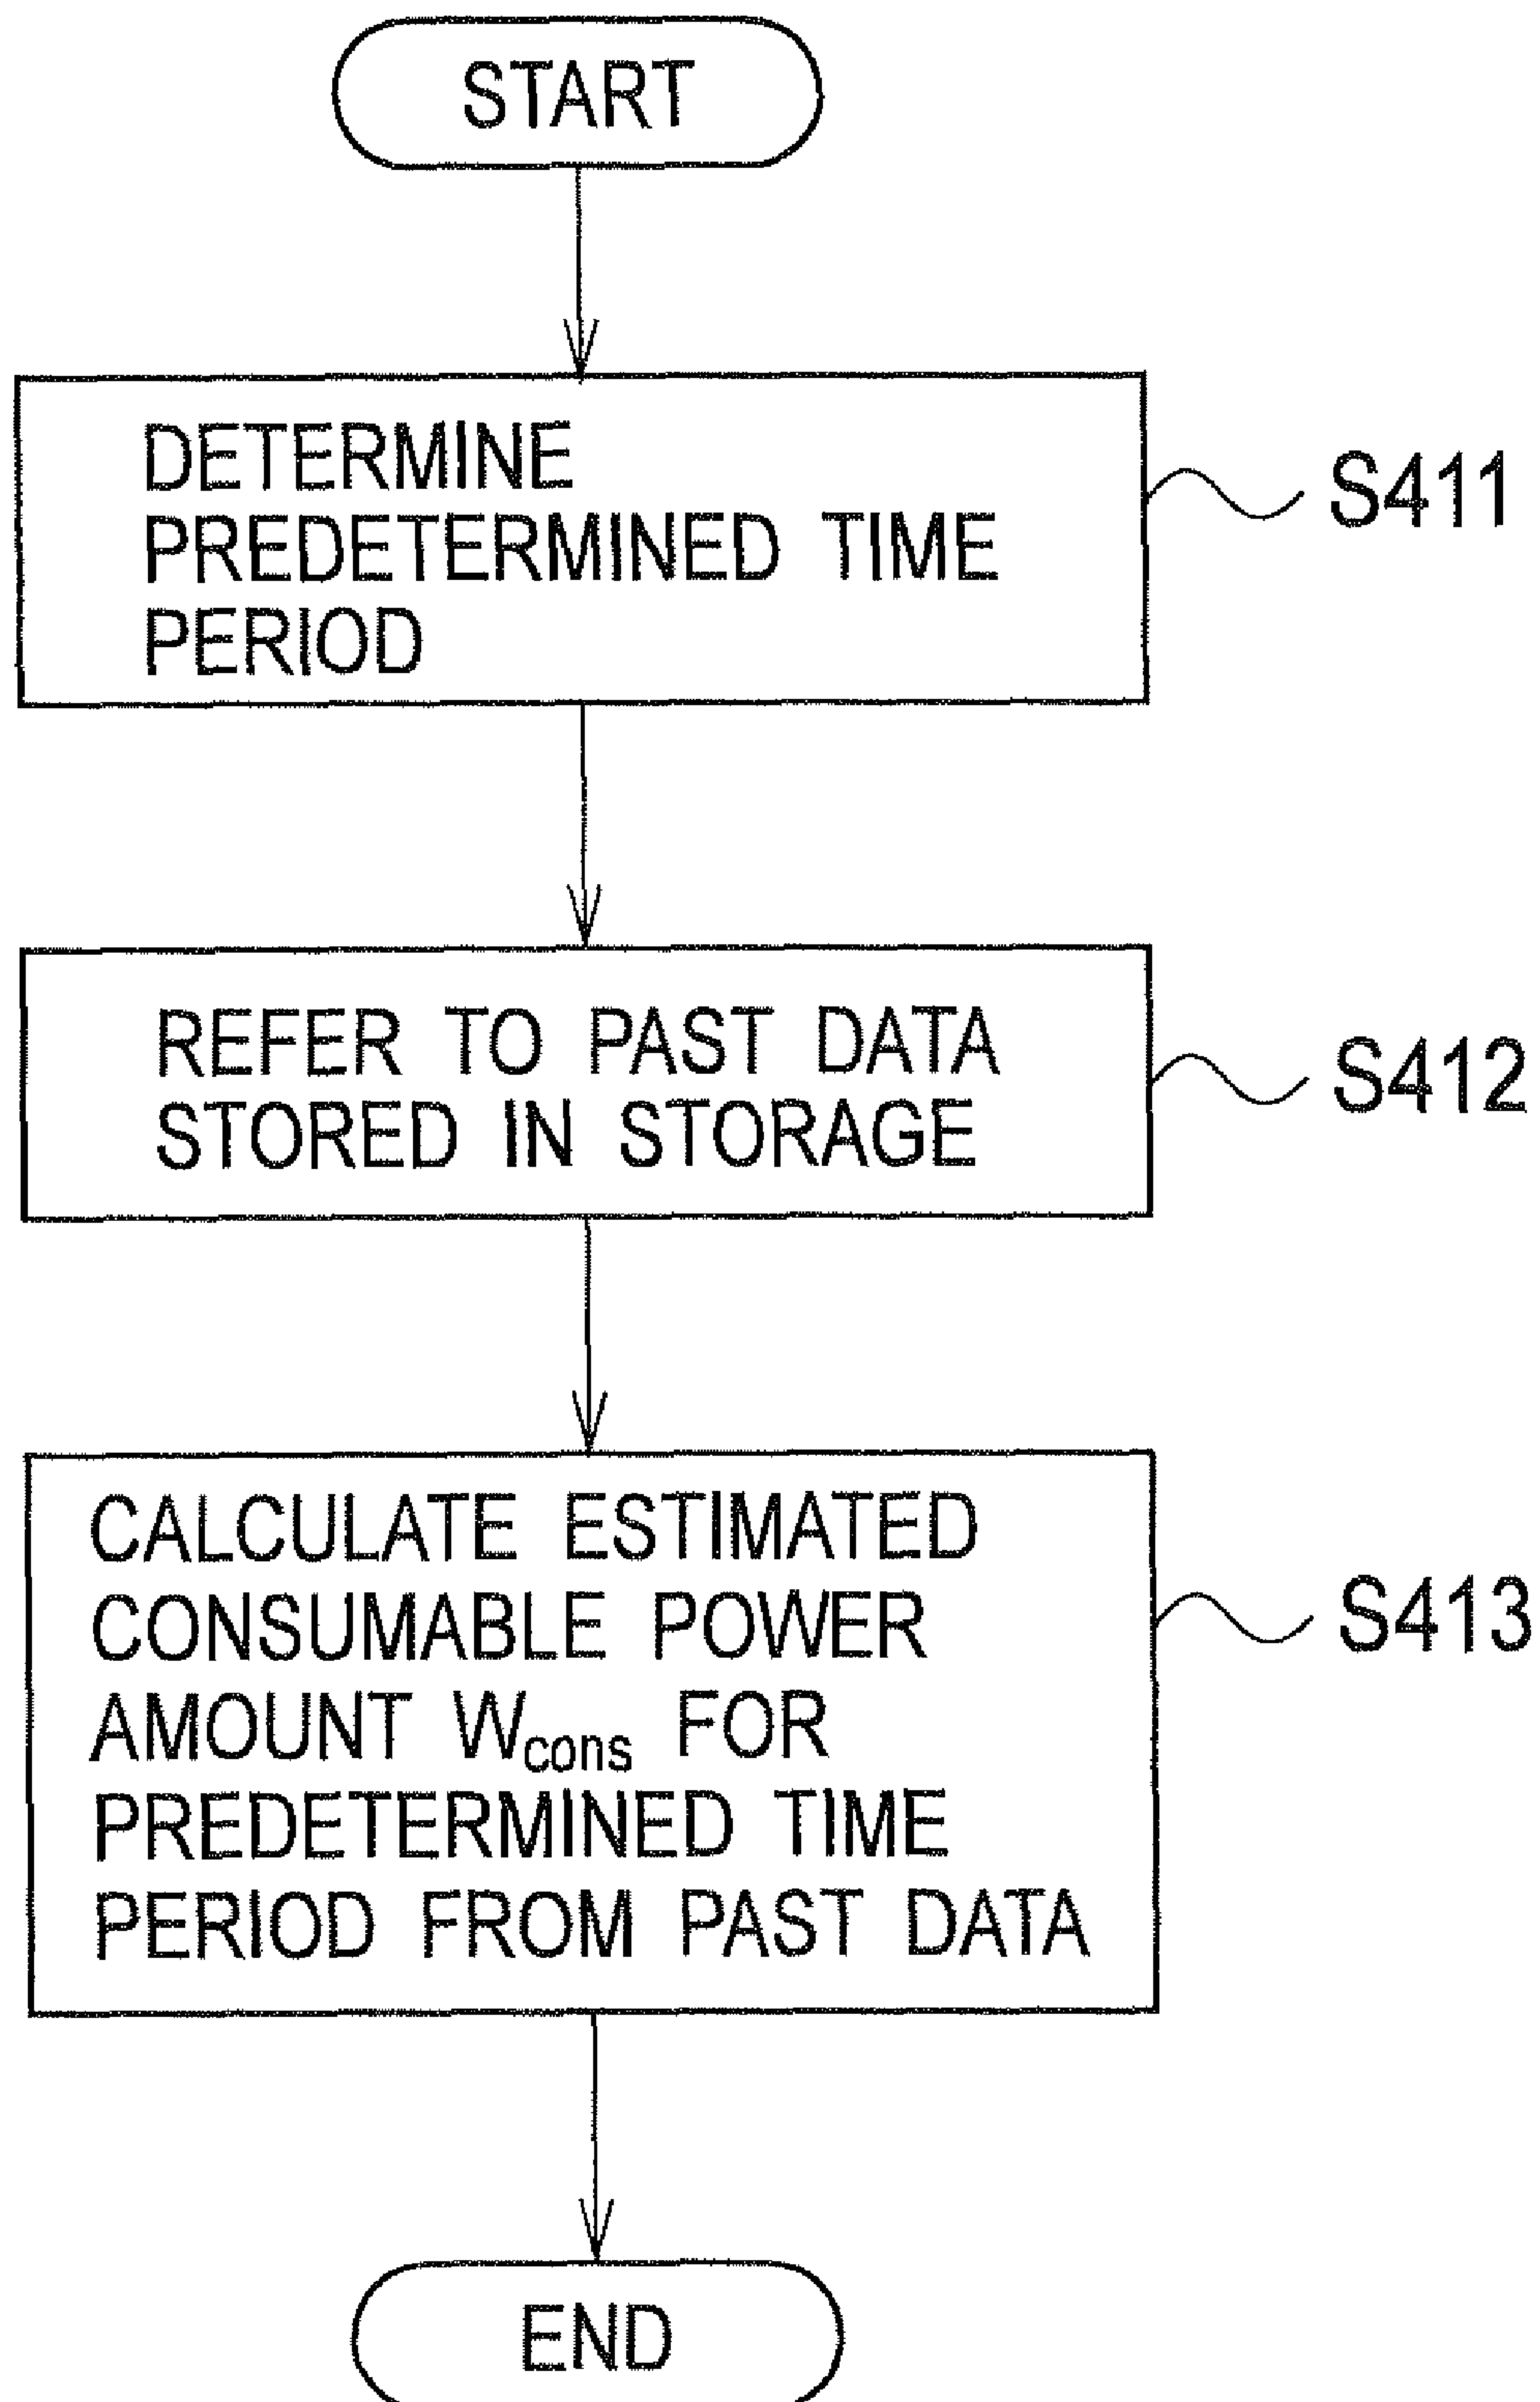 START
DETERMINE
PREDETERMINED TIME
PERIOD
S411
REFER TO PAST DATA
STORED IN STORAGE
S412
CALCULATE ESTIMATED
CONSUMABLE POWER
AMOUNT Wcons FOR
PREDETERMINED TIME
PERIOD FROM PAST DATA
S413
END